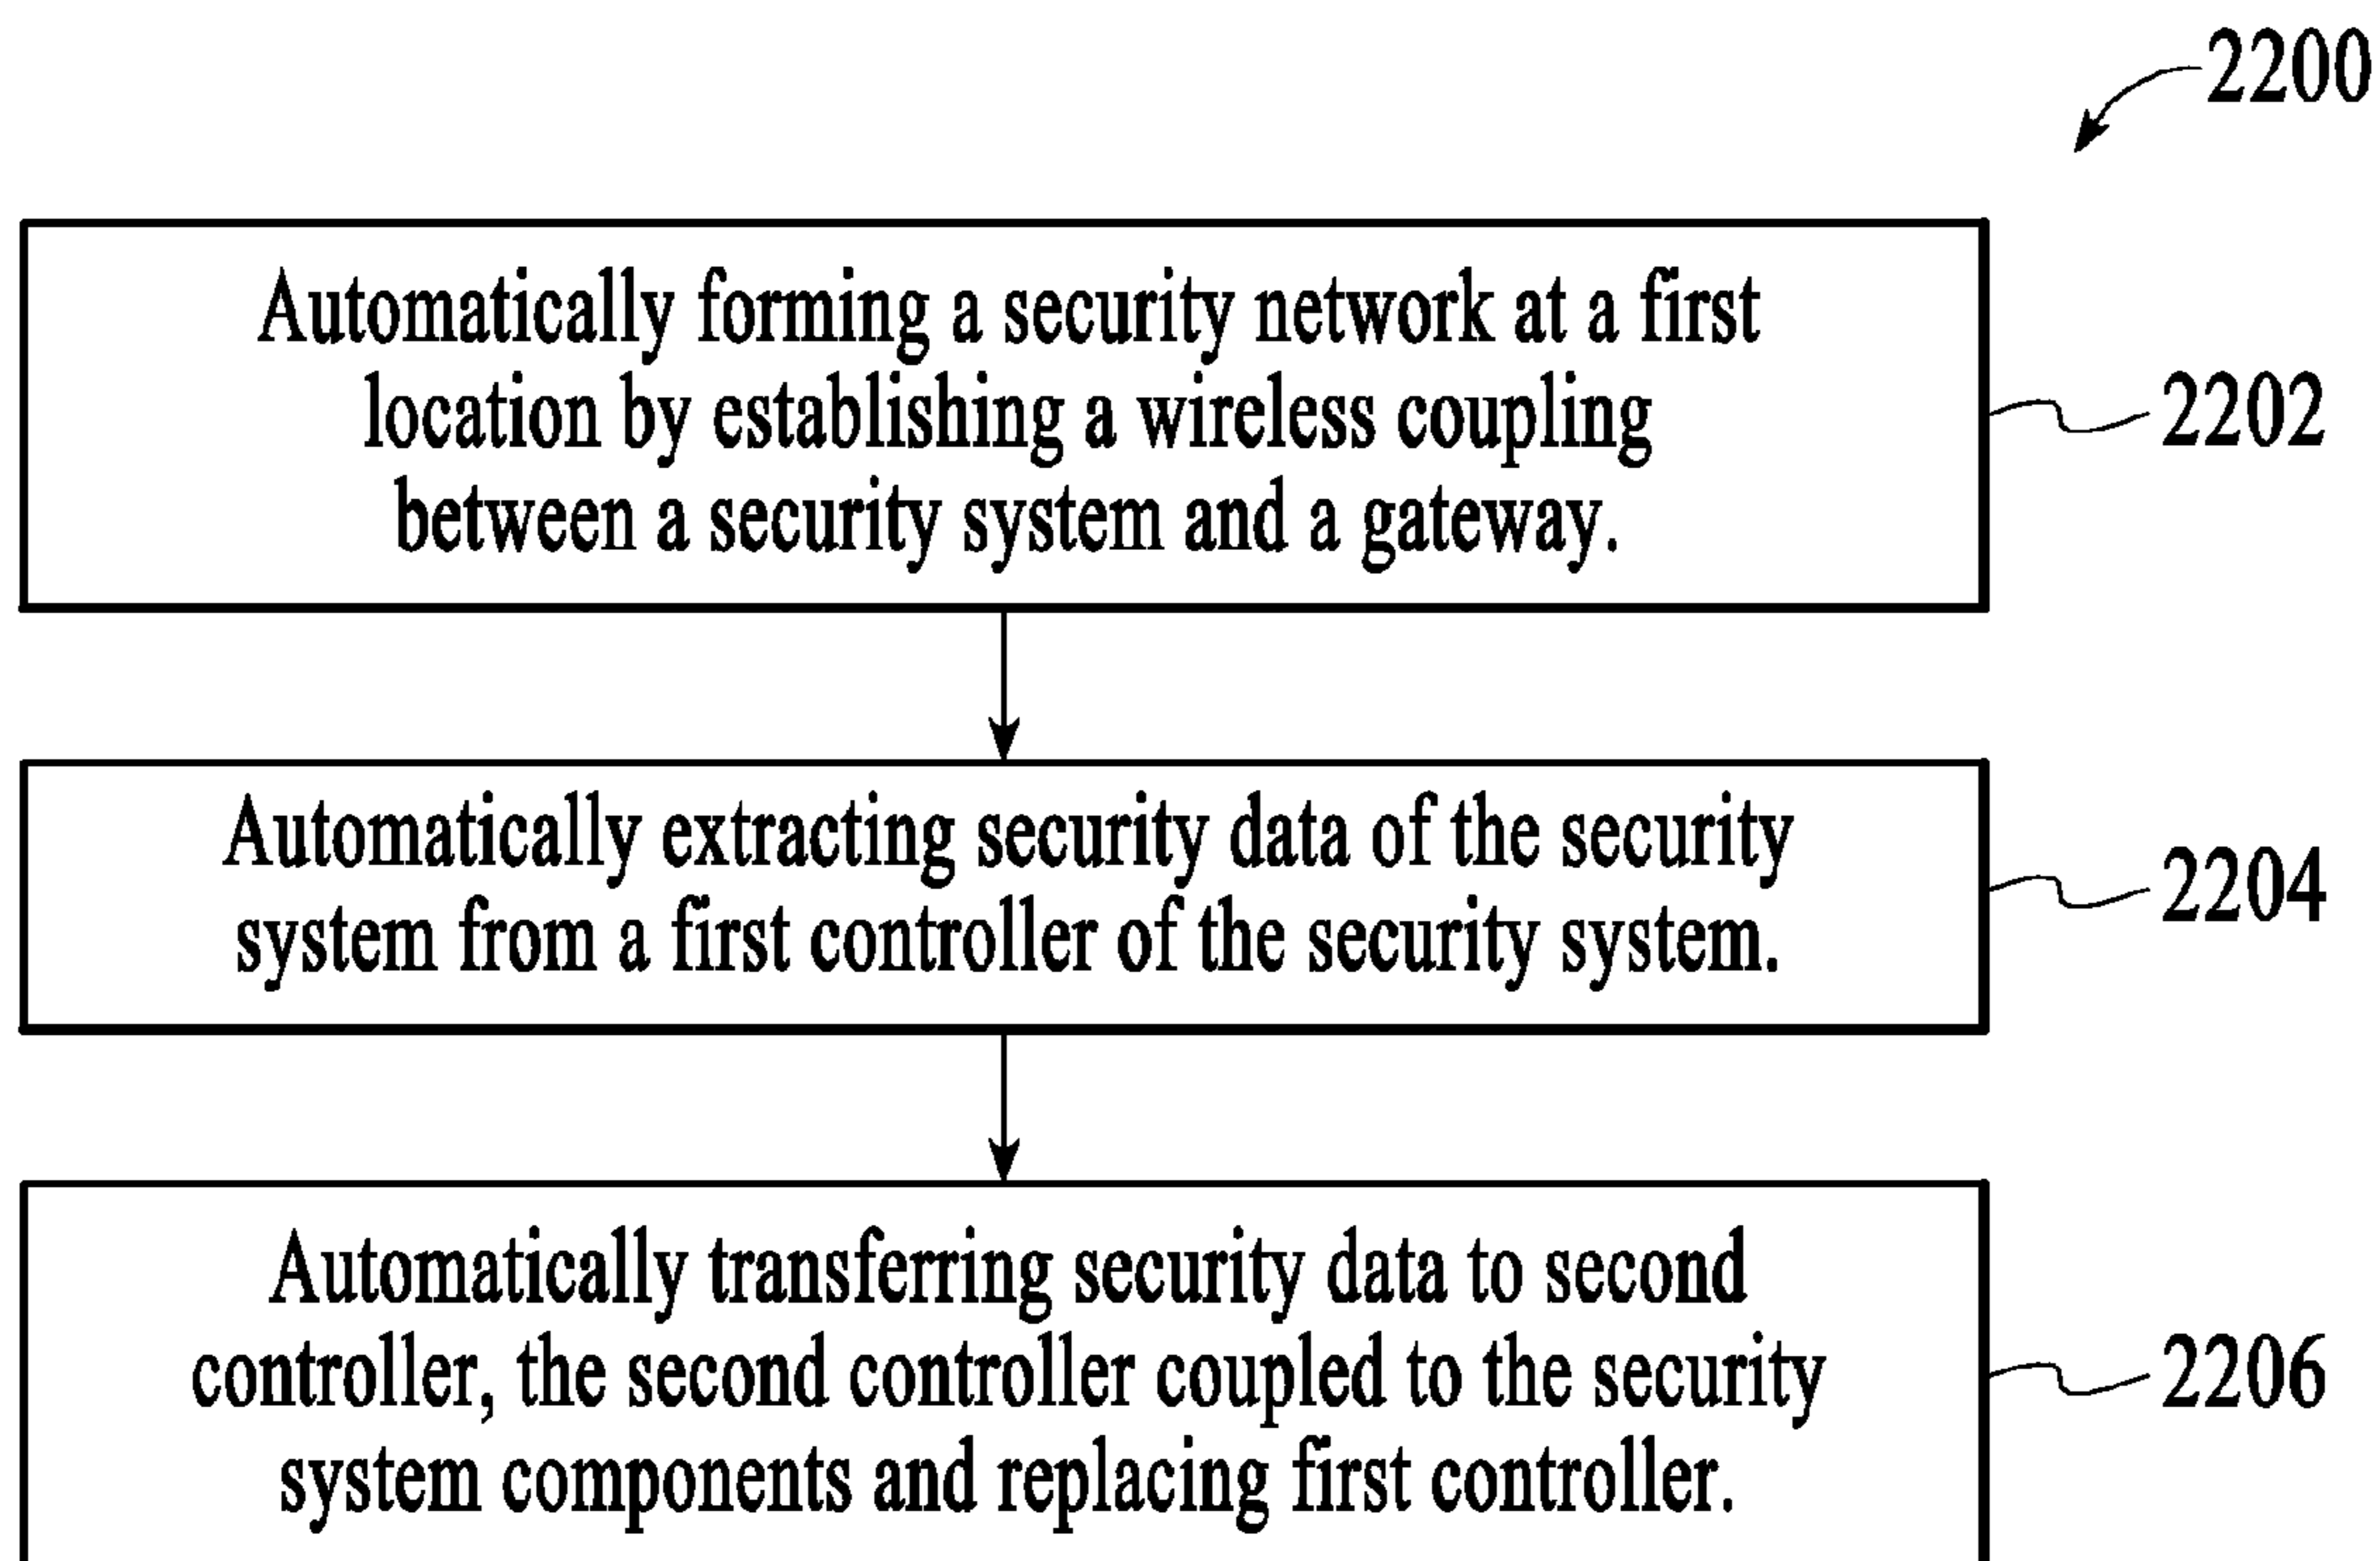 2200
Automatically forming a security network at a first
location by establishing a wireless coupling
between a security system and a gateway.
2202
Automatically extracting security data of the security
system from a first controller of the security system.
2204
Automatically transferring security data to second
controller, the second controller coupled to the security
system components and replacing first controller.
2206